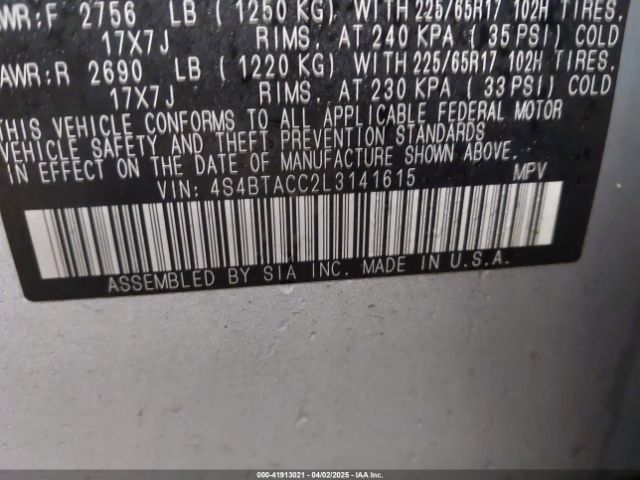 AWR:F 2756 LB (1250 KG) WITH 225/65R17 102H TIRES,
17X7J RIMS, AT 240 KPA (35 PSI) COLD
AWR:R 2690 LB (1220 KG) WITH 225/65R17 102H TIRES,
17X7J RIMS, AT 230 KPA (33 PSI) COLD
THIS VEHICLE CONFORMS TO ALL APPLICABLE FEDERAL MOTOR
VEHICLE SAFETY AND THEFT PREVENTION STANDARDS
IN EFFECT ON THE DATE OF MANUFACTURE SHOWN ABOVE.
VIN: 4S4BTACC2L3141615 MPV
ASSEMBLED BY SIA INC. MADE IN U.S.A.
000-41913021 | 04/02/2025 - IAA Inc.